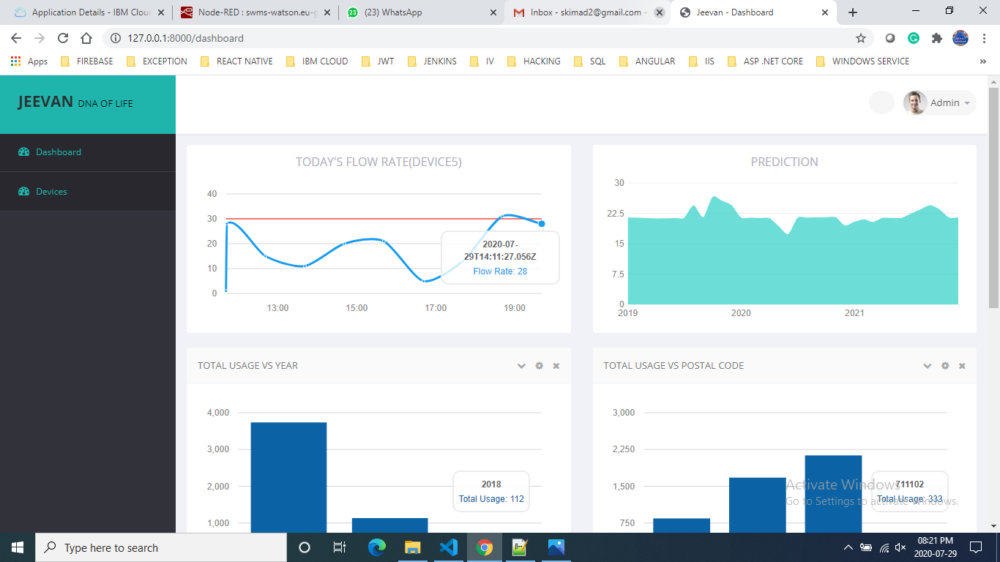 Application Details - IBM Clou
Node-RED : swms-watson.eu-g
23
(23) WhatsApp
Inbox - skimad2@gmail.com -
Jeevan - Dashboard
127.0.0.1:8000/dashboard
Apps
FIREBASE
EXCEPTION
REACT NATIVE
IBM CLOUD
JWT
JENKINS
IV
HACKING
SQL
ANGULAR
IIS
ASP .NET CORE
WINDOWS SERVICE
JEEVAN DNA OF LIFE
Admin
Dashboard
Devices
TODAY'S FLOW RATE(DEVICE5)
40
30
20
10
0
13:00
15:00
17:00
19:00
2020-07-
29T14:11:27.056Z
Flow Rate: 28
PREDICTION
30
22.5
15
7.5
0
2019
2020
2021
TOTAL USAGE VS YEAR
4,000
3,000
2,000
1,000
2018
Total Usage: 112
TOTAL USAGE VS POSTAL CODE
3,000
2,250
1,500
750
711102
Total Usage: 333
Activate Windows
Go to Settings to activate Windows.
Type here to search
08:21 PM
2020-07-29